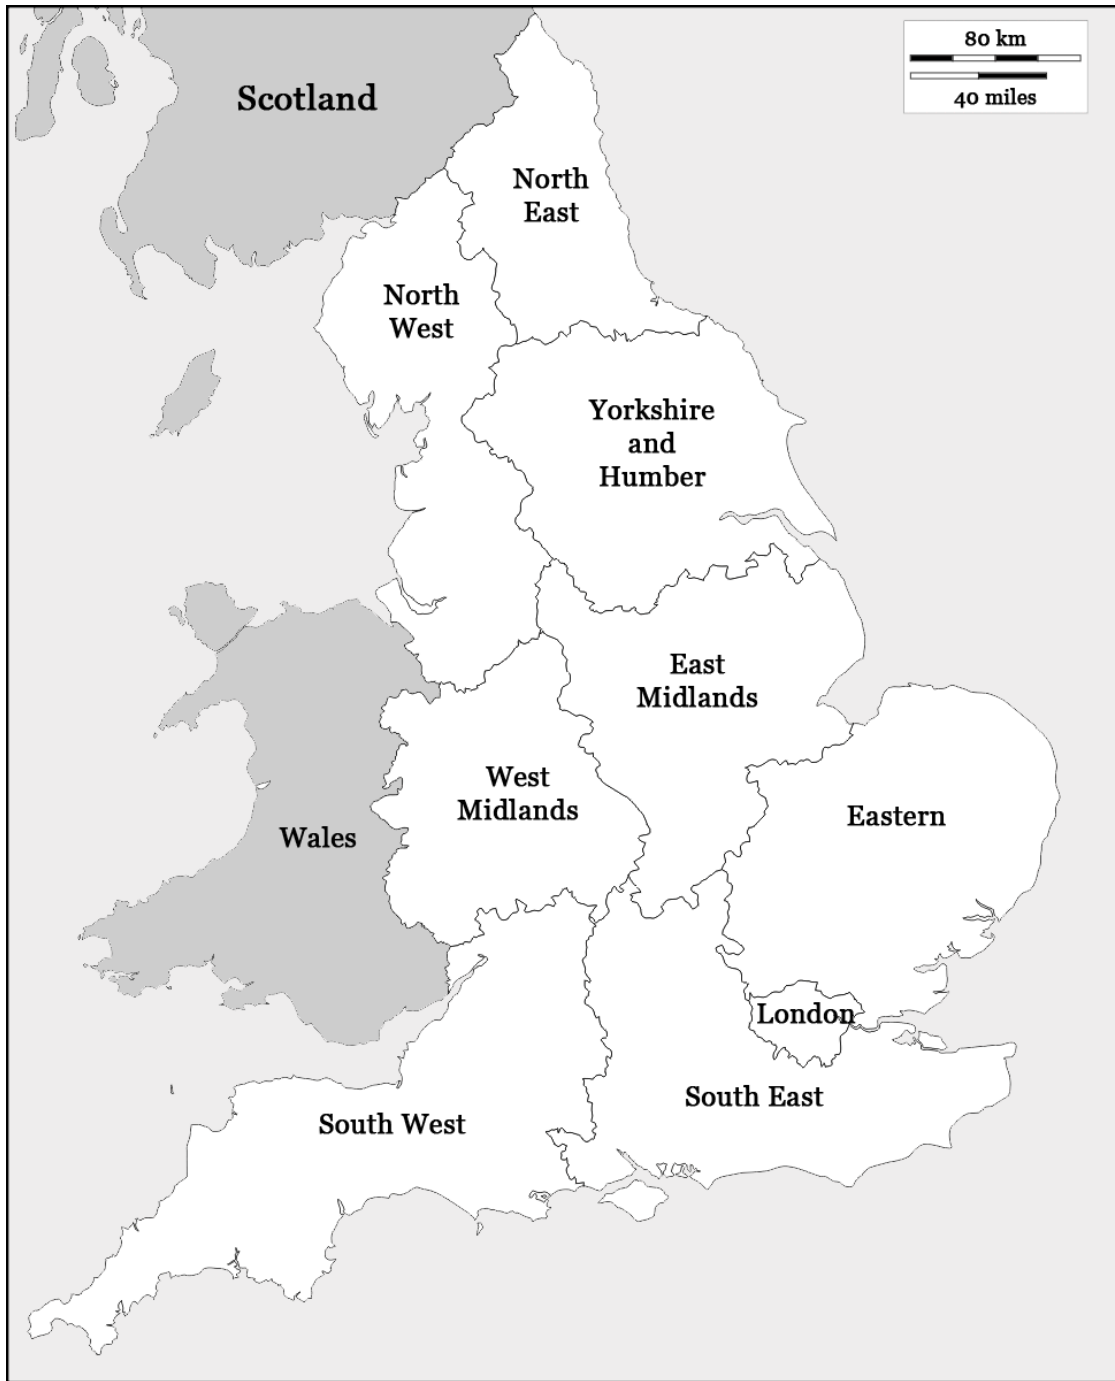 80 km
40 miles
Scotland
North
East
North
West
Yorkshire
and
Humber
East
Midlands
West
Midlands
Wales
Eastern
London
South East
South West